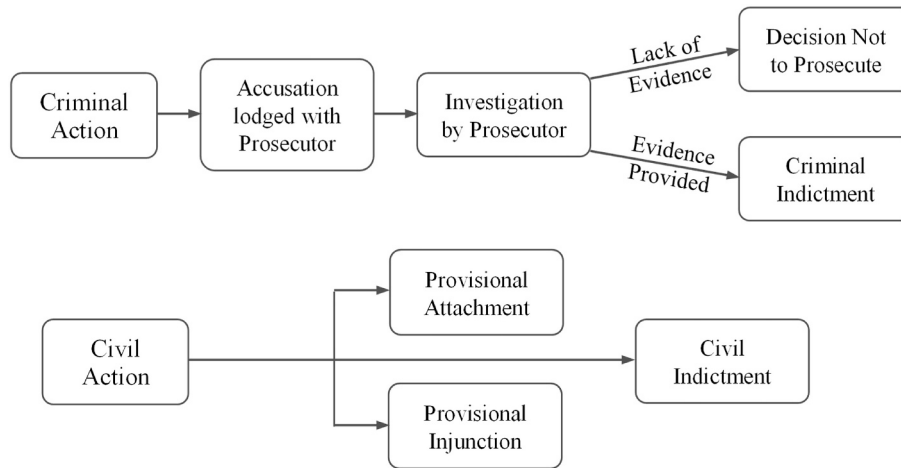 Criminal
Action
Accusation
lodged with
Prosecutor
Investigation
by Prosecutor
Lack of
Evidence
Decision Not
to Prosecute
Evidence
Provided
Criminal
Indictment
Civil
Action
Provisional
Attachment
Provisional
Injunction
Civil
Indictment